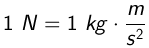 1 N = 1 kg · m/s²